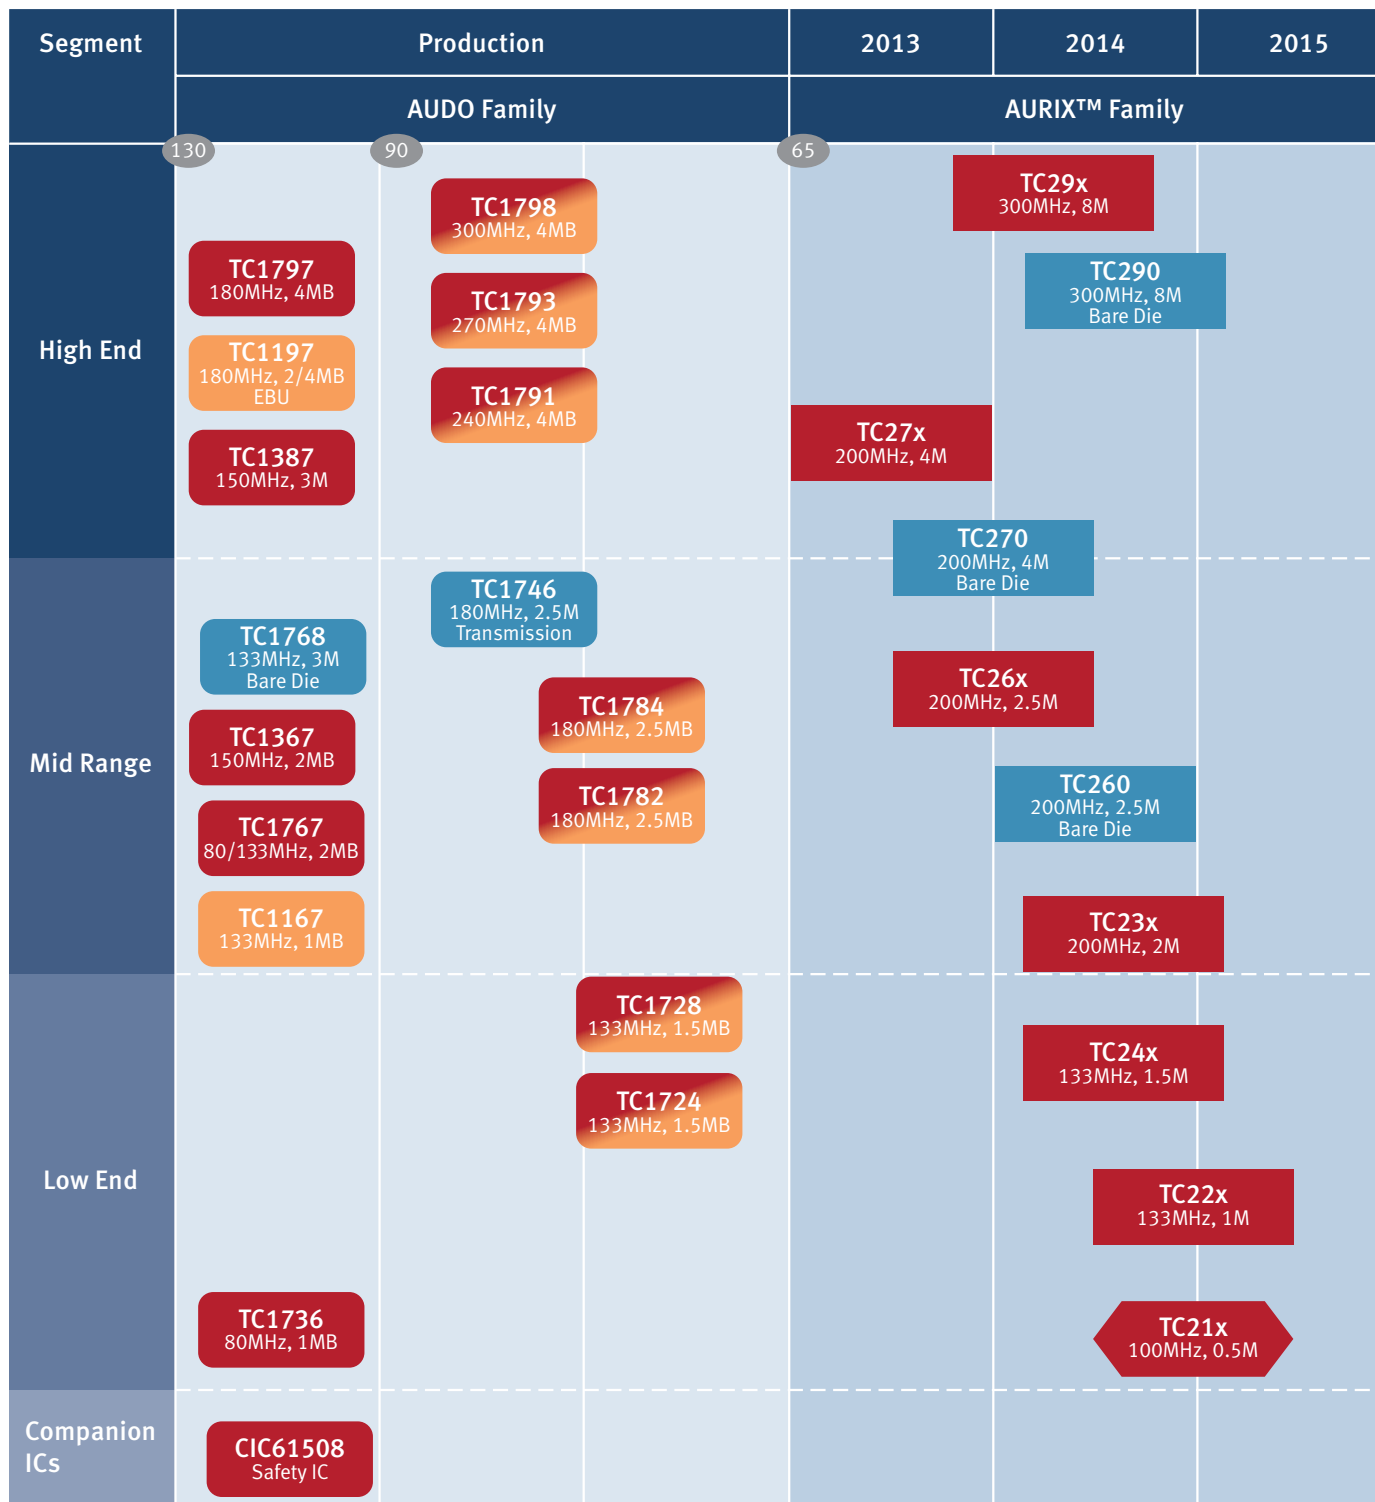 Segment
Production
2013
2014
2015
AUDO Family
AURIX™ Family
130
90
65
High End
TC1797
180MHz, 4MB
TC1197
180MHz, 2/4MB
EBU
TC1387
150MHz, 3M
TC1798
300MHz, 4MB
TC1793
270MHz, 4MB
TC1791
240MHz, 4MB
TC29x
300MHz, 8M
TC290
300MHz, 8M
Bare Die
TC27x
200MHz, 4M
TC270
200MHz, 4M
Bare Die
Mid Range
TC1768
133MHz, 3M
Bare Die
TC1367
150MHz, 2MB
TC1767
80/133MHz, 2MB
TC1167
133MHz, 1MB
TC1746
180MHz, 2.5M
Transmission
TC1784
180MHz, 2.5MB
TC1782
180MHz, 2.5MB
TC26x
200MHz, 2.5M
TC260
200MHz, 2.5M
Bare Die
TC23x
200MHz, 2M
Low End
TC1728
133MHz, 1.5MB
TC1724
133MHz, 1.5MB
TC1736
80MHz, 1MB
TC24x
133MHz, 1.5M
TC22x
133MHz, 1M
TC21x
100MHz, 0.5M
Companion
ICs
CIC61508
Safety IC